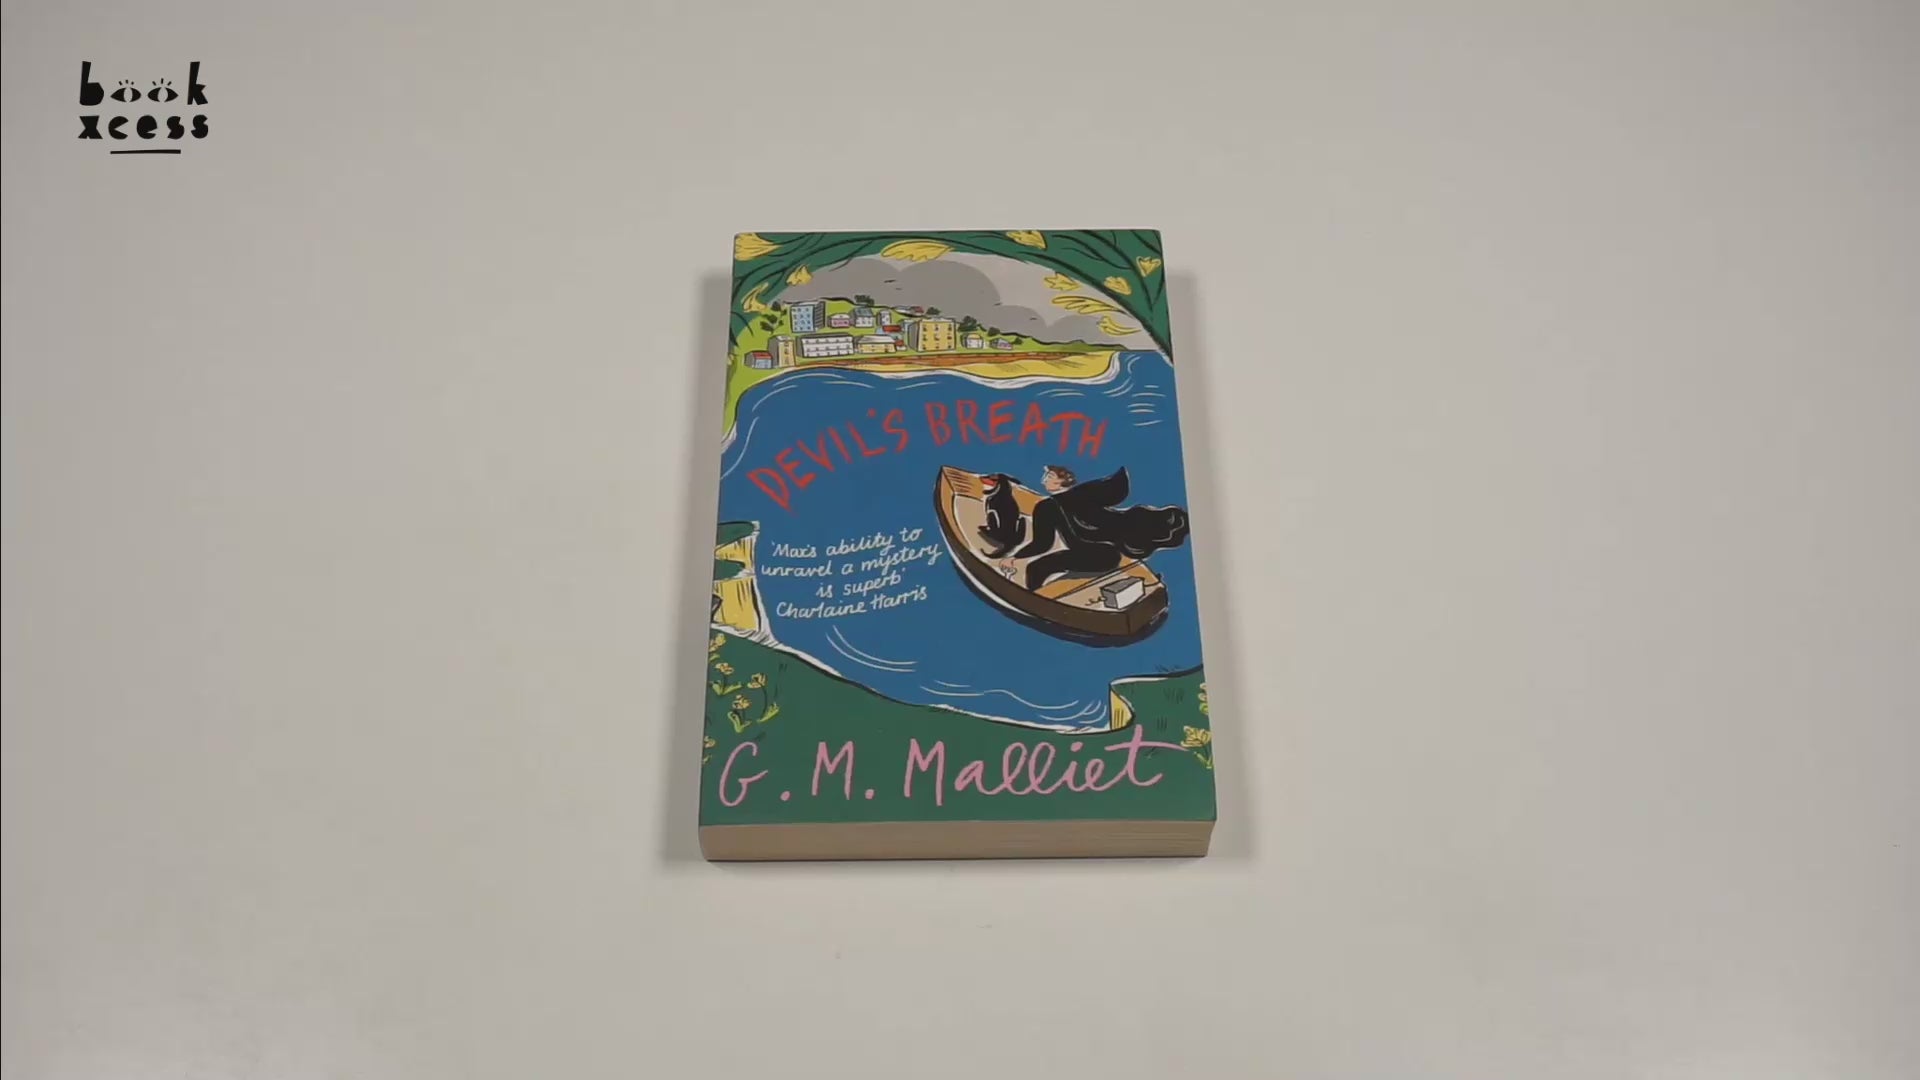 book
xcess
DEVIL'S BREATH
'Max's ability to
unravel a mystery
is superb'
Charlaine Harris
G. M. Malliet